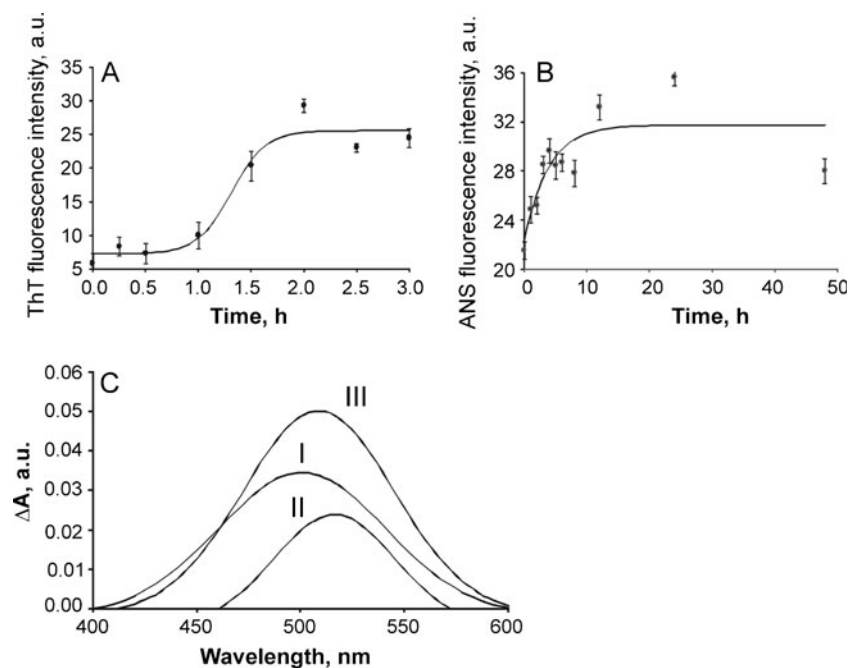 A
ThT fluorescence intensity, a.u.
35
30
25
20
15
10
5
0.0 0.5 1.0 1.5 2.0 2.5 3.0
Time, h
B
ANS fluorescence intensity, a.u.
36
32
28
24
20
0 10 20 30 40 50
Time, h
C
ΔA, a.u.
0.06
0.05
0.04
0.03
0.02
0.01
0.00
III
I
II
400 450 500 550 600
Wavelength, nm